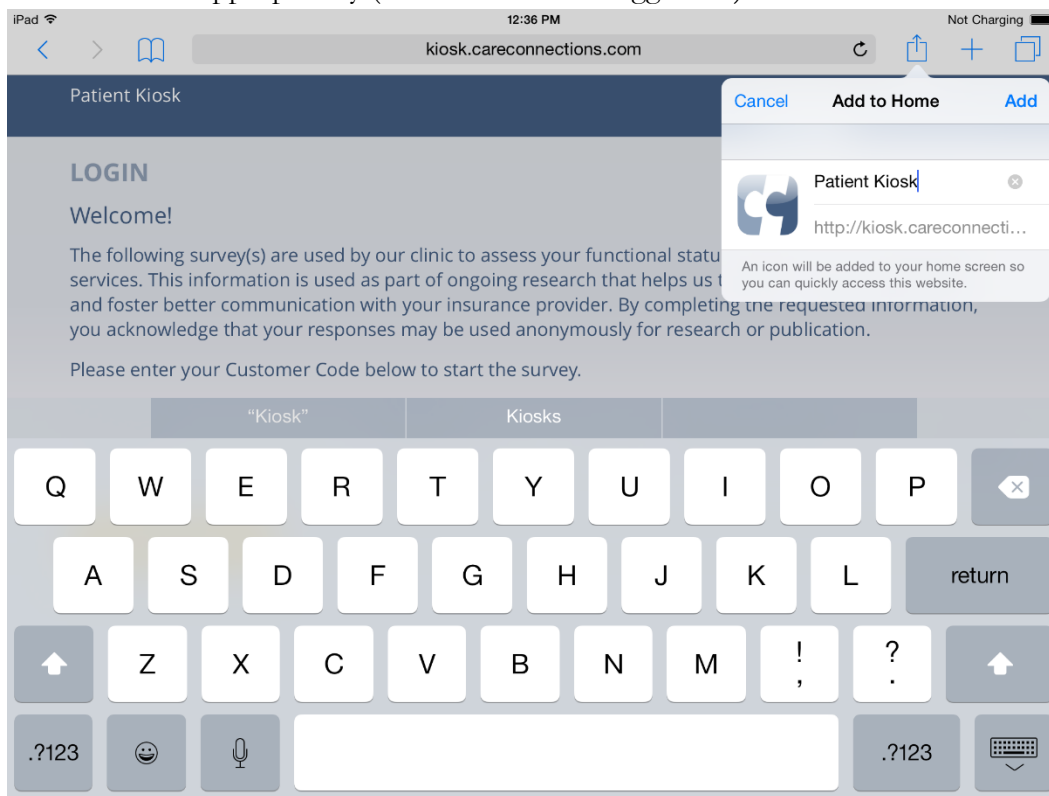 iPad 12:36 PM Not Charging
kiosk.careconnections.com
Patient Kiosk
Cancel Add to Home Add
Patient Kiosk
http://kiosk.careconnecti...
An icon will be added to your home screen so
you can quickly access this website.
LOGIN
Welcome!
The following survey(s) are used by our clinic to assess your functional statu
services. This information is used as part of ongoing research that helps us t
and foster better communication with your insurance provider. By completing the requested information,
you acknowledge that your responses may be used anonymously for research or publication.
Please enter your Customer Code below to start the survey.
“Kiosk” Kiosks
Q W E R T Y U I O P
A S D F G H J K L return
Z X C V B N M ! , ? .
.?123 .?123